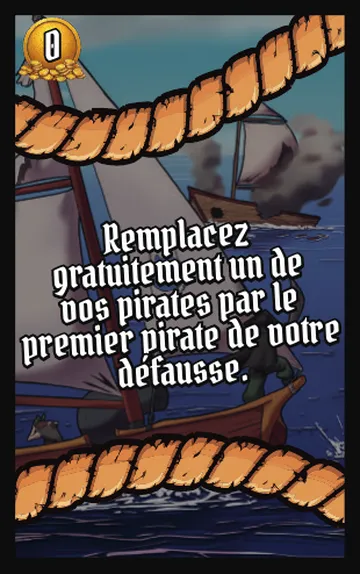 0
Remplacez
gratuitement un de
vos pirates par le
premier pirate de votre
défausse.